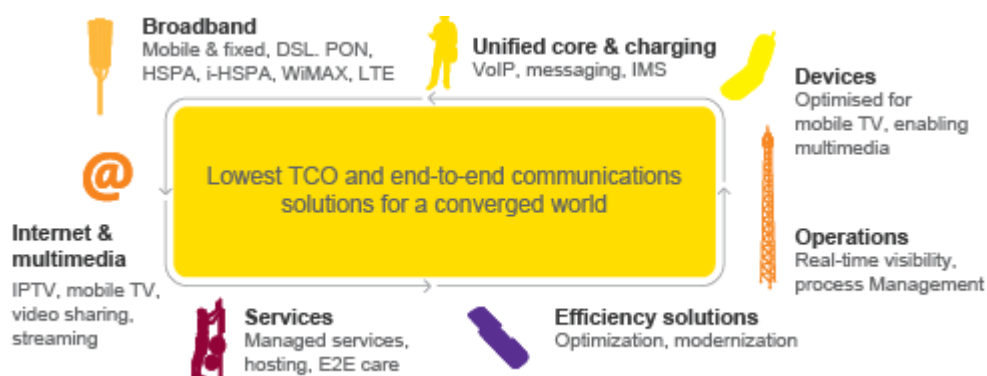 Broadband
Mobile & fixed, DSL. PON,
HSPA, i-HSPA, WiMAX, LTE
Unified core & charging
VoIP, messaging, IMS
Devices
Optimised for
mobile TV, enabling
multimedia
@
Lowest TCO and end-to-end communications
solutions for a converged world
Internet &
multimedia
IPTV, mobile TV,
video sharing,
streaming
Operations
Real-time visibility,
process Management
Services
Managed services,
hosting, E2E care
Efficiency solutions
Optimization, modernization